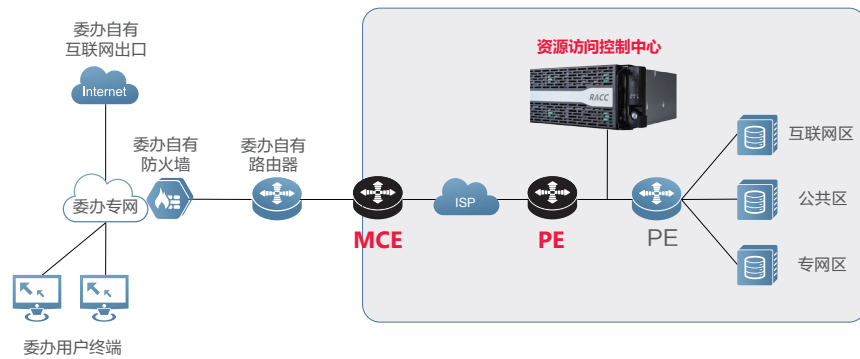 委办自有
互联网出口
Internet
委办专网
委办自有
防火墙
委办自有
路由器
委办用户终端
MCE
ISP
资源访问控制中心
RACC
PE
PE
互联网区
公共区
专网区